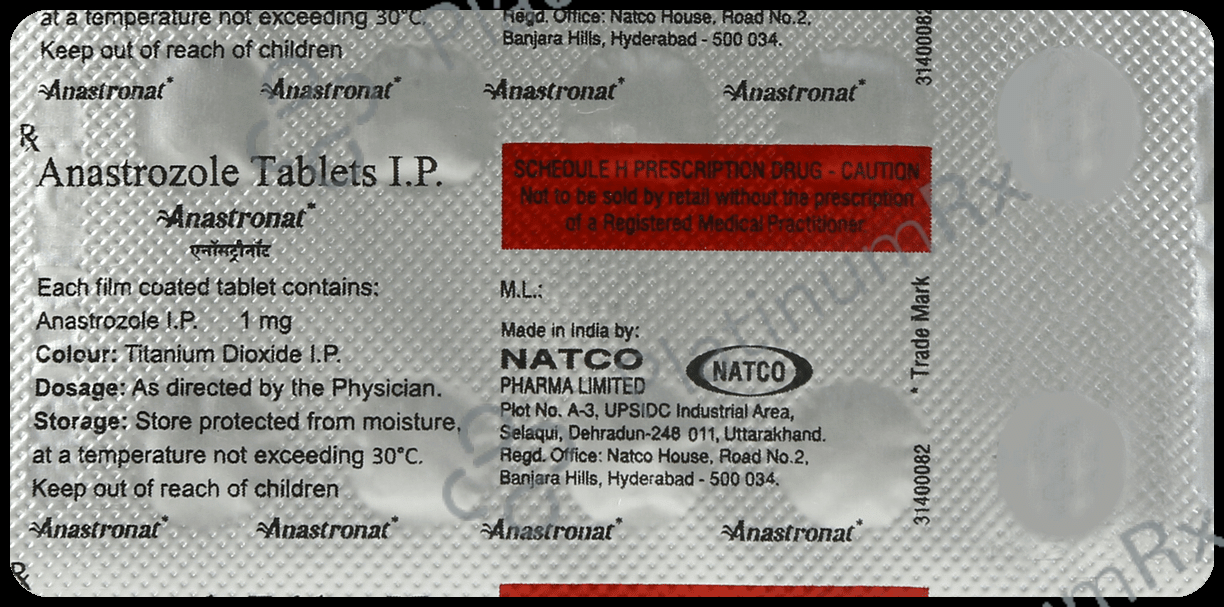 at a temperature not exceeding 30°C.
Keep out of reach of children
Regd. Office: Natco House, Road No.2,
Banjara Hills, Hyderabad - 500 034.
31400082
Anastronat* Anastronat* Anastronat* Anastronat*
Rx
Anastrozole Tablets I.P.
Anastronat*
एनॉसट्रीनॉट
Each film coated tablet contains:
Anastrozole I.P. 1 mg
Colour: Titanium Dioxide I.P.
Dosage: As directed by the Physician.
Storage: Store protected from moisture,
at a temperature not exceeding 30°C.
Keep out of reach of children
SCHEDULE H PRESCRIPTION DRUG - CAUTION
Not to be sold by retail without the prescription
of a Registered Medical Practitioner
M.L.:
Made in India by:
NATCO
PHARMA LIMITED
NATCO
Plot No. A-3, UPSIDC Industrial Area,
Selaqui, Dehradun-248 011, Uttarakhand.
Regd. Office: Natco House, Road No.2,
Banjara Hills, Hyderabad - 500 034.
* Trade Mark
31400082
Anastronat* Anastronat* Anastronat* Anastronat*
Rx